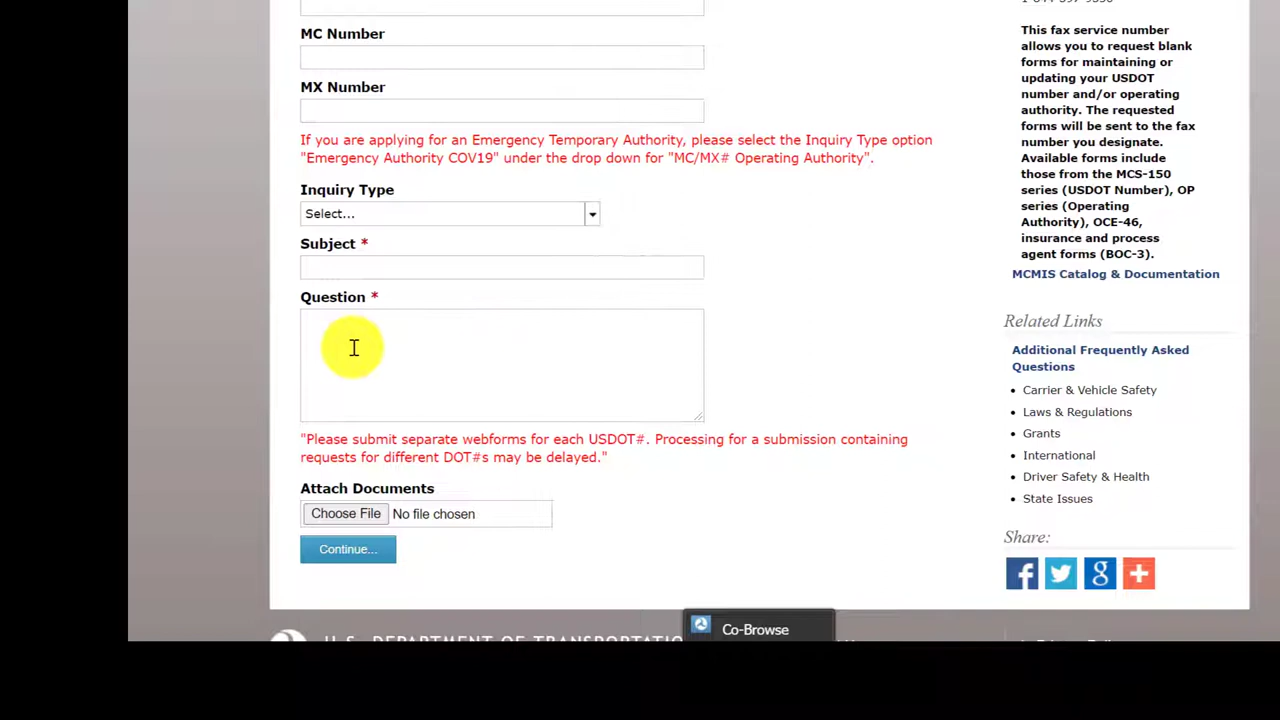 MC Number
MX Number
If you are applying for an Emergency Temporary Authority, please select the Inquiry Type option
"Emergency Authority COV19" under the drop down for "MC/MX# Operating Authority".
Inquiry Type
Select...
Subject *
Question *
"Please submit separate webforms for each USDOT#. Processing for a submission containing
requests for different DOT#s may be delayed."
Attach Documents
Choose File No file chosen
Continue...
This fax service number
allows you to request blank
forms for maintaining or
updating your USDOT
number and/or operating
authority. The requested
forms will be sent to the fax
number you designate.
Available forms include
those from the MCS-150
series (USDOT Number), OP
series (Operating
Authority), OCE-46,
insurance and process
agent forms (BOC-3).
MCMIS Catalog & Documentation
Related Links
Additional Frequently Asked
Questions
Carrier & Vehicle Safety
Laws & Regulations
Grants
International
Driver Safety & Health
State Issues
Share:
U.S. DEPARTMENT OF TRANSPORTATIO
Co-Browse